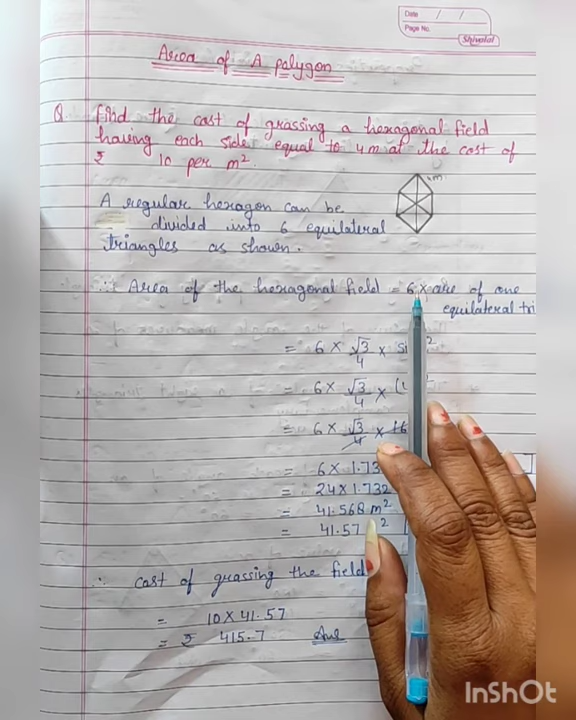 Date / /
Page No.
Shivalal
Area of A polygon
Q. Find the cost of grassing a hexagonal field
having each side equal to 4m at the cost of
₹ 10 per m²
4m
A regular hexagon can be
divided into 6 equilateral
triangles as shown.
∴ Area of the hexagonal field = 6 × are of one
equilateral tri
= 6 × √3/4 × si ²
= 6 × √3/4 × (
= 6 × √3/4 × 16
= 6 × 1.73
= 24 × 1.732
= 41.568 m²
= 41.57 ²
∴ cost of grassing the field
= 10 × 41.57
= ₹ 415.7 Ans
InShOt